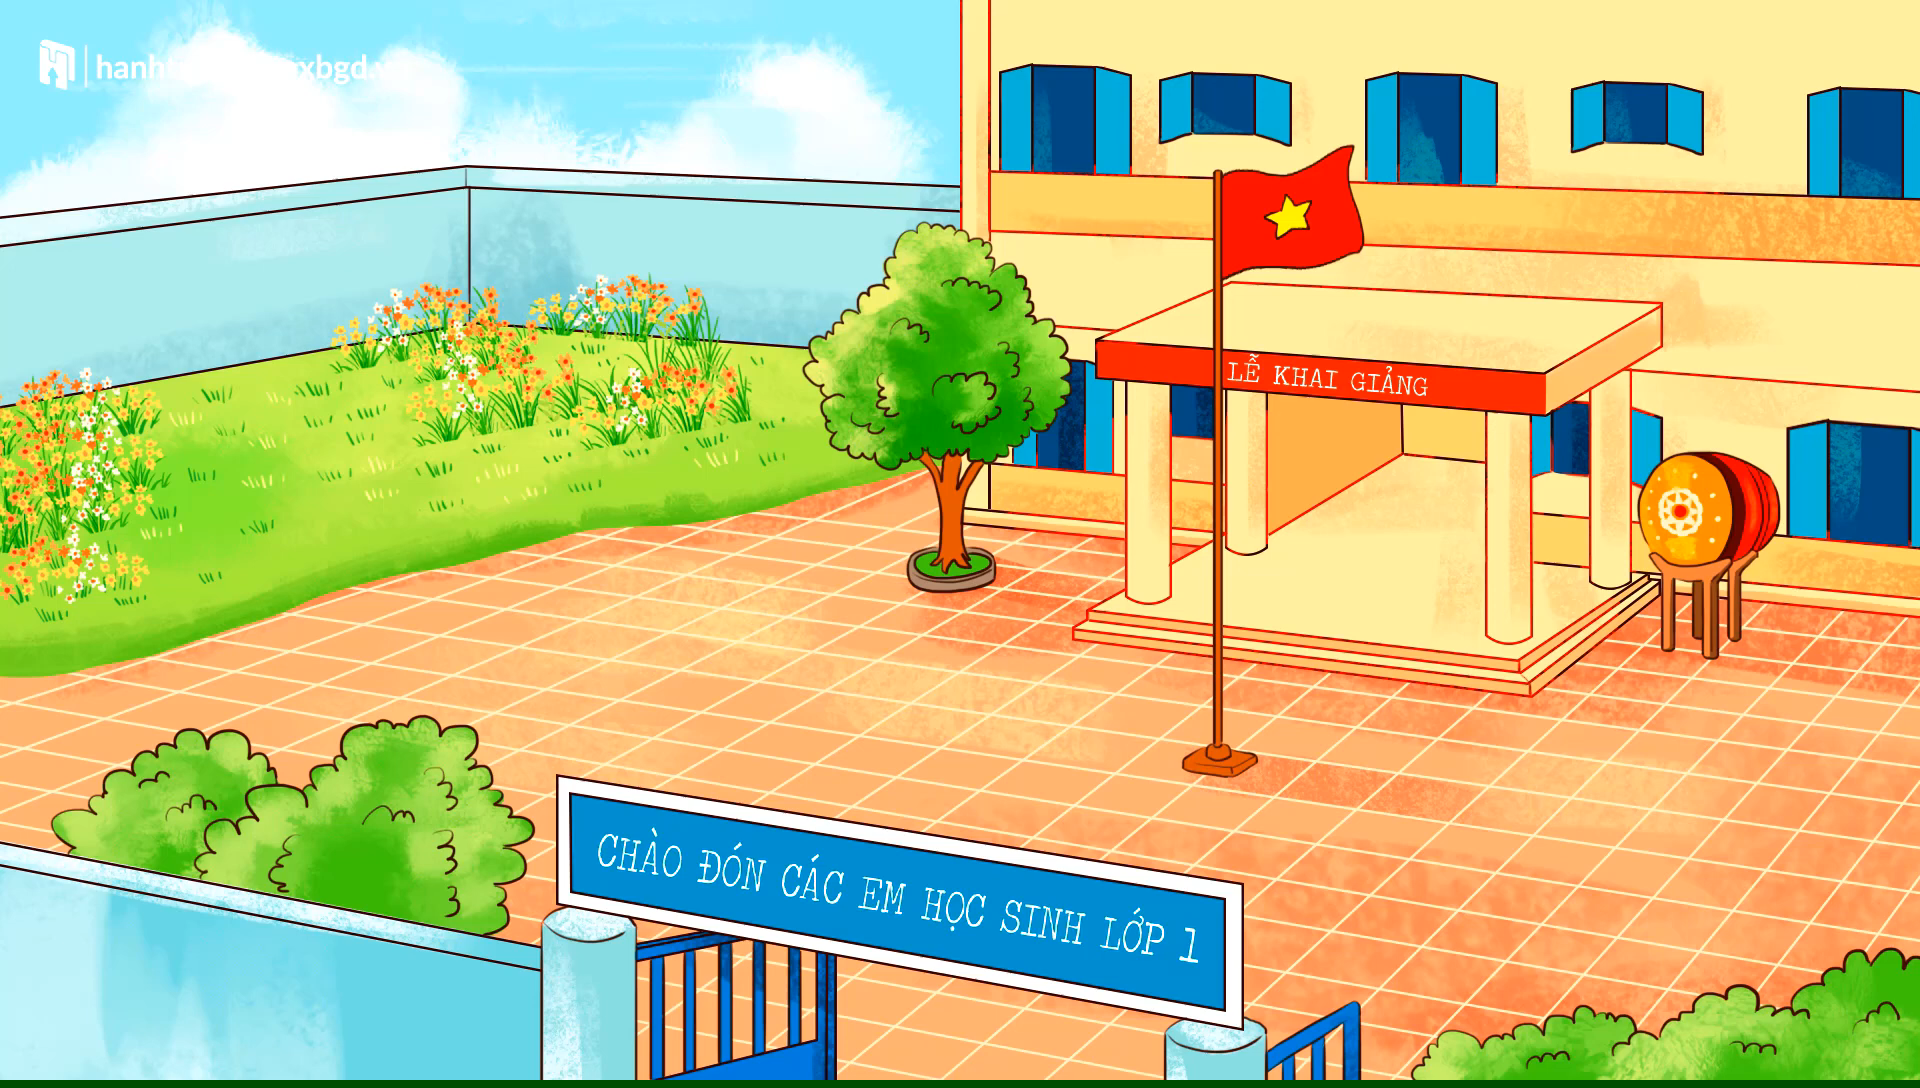 LỄ KHAI GIẢNG
CHÀO ĐÓN CÁC EM HỌC SINH LỚP 1